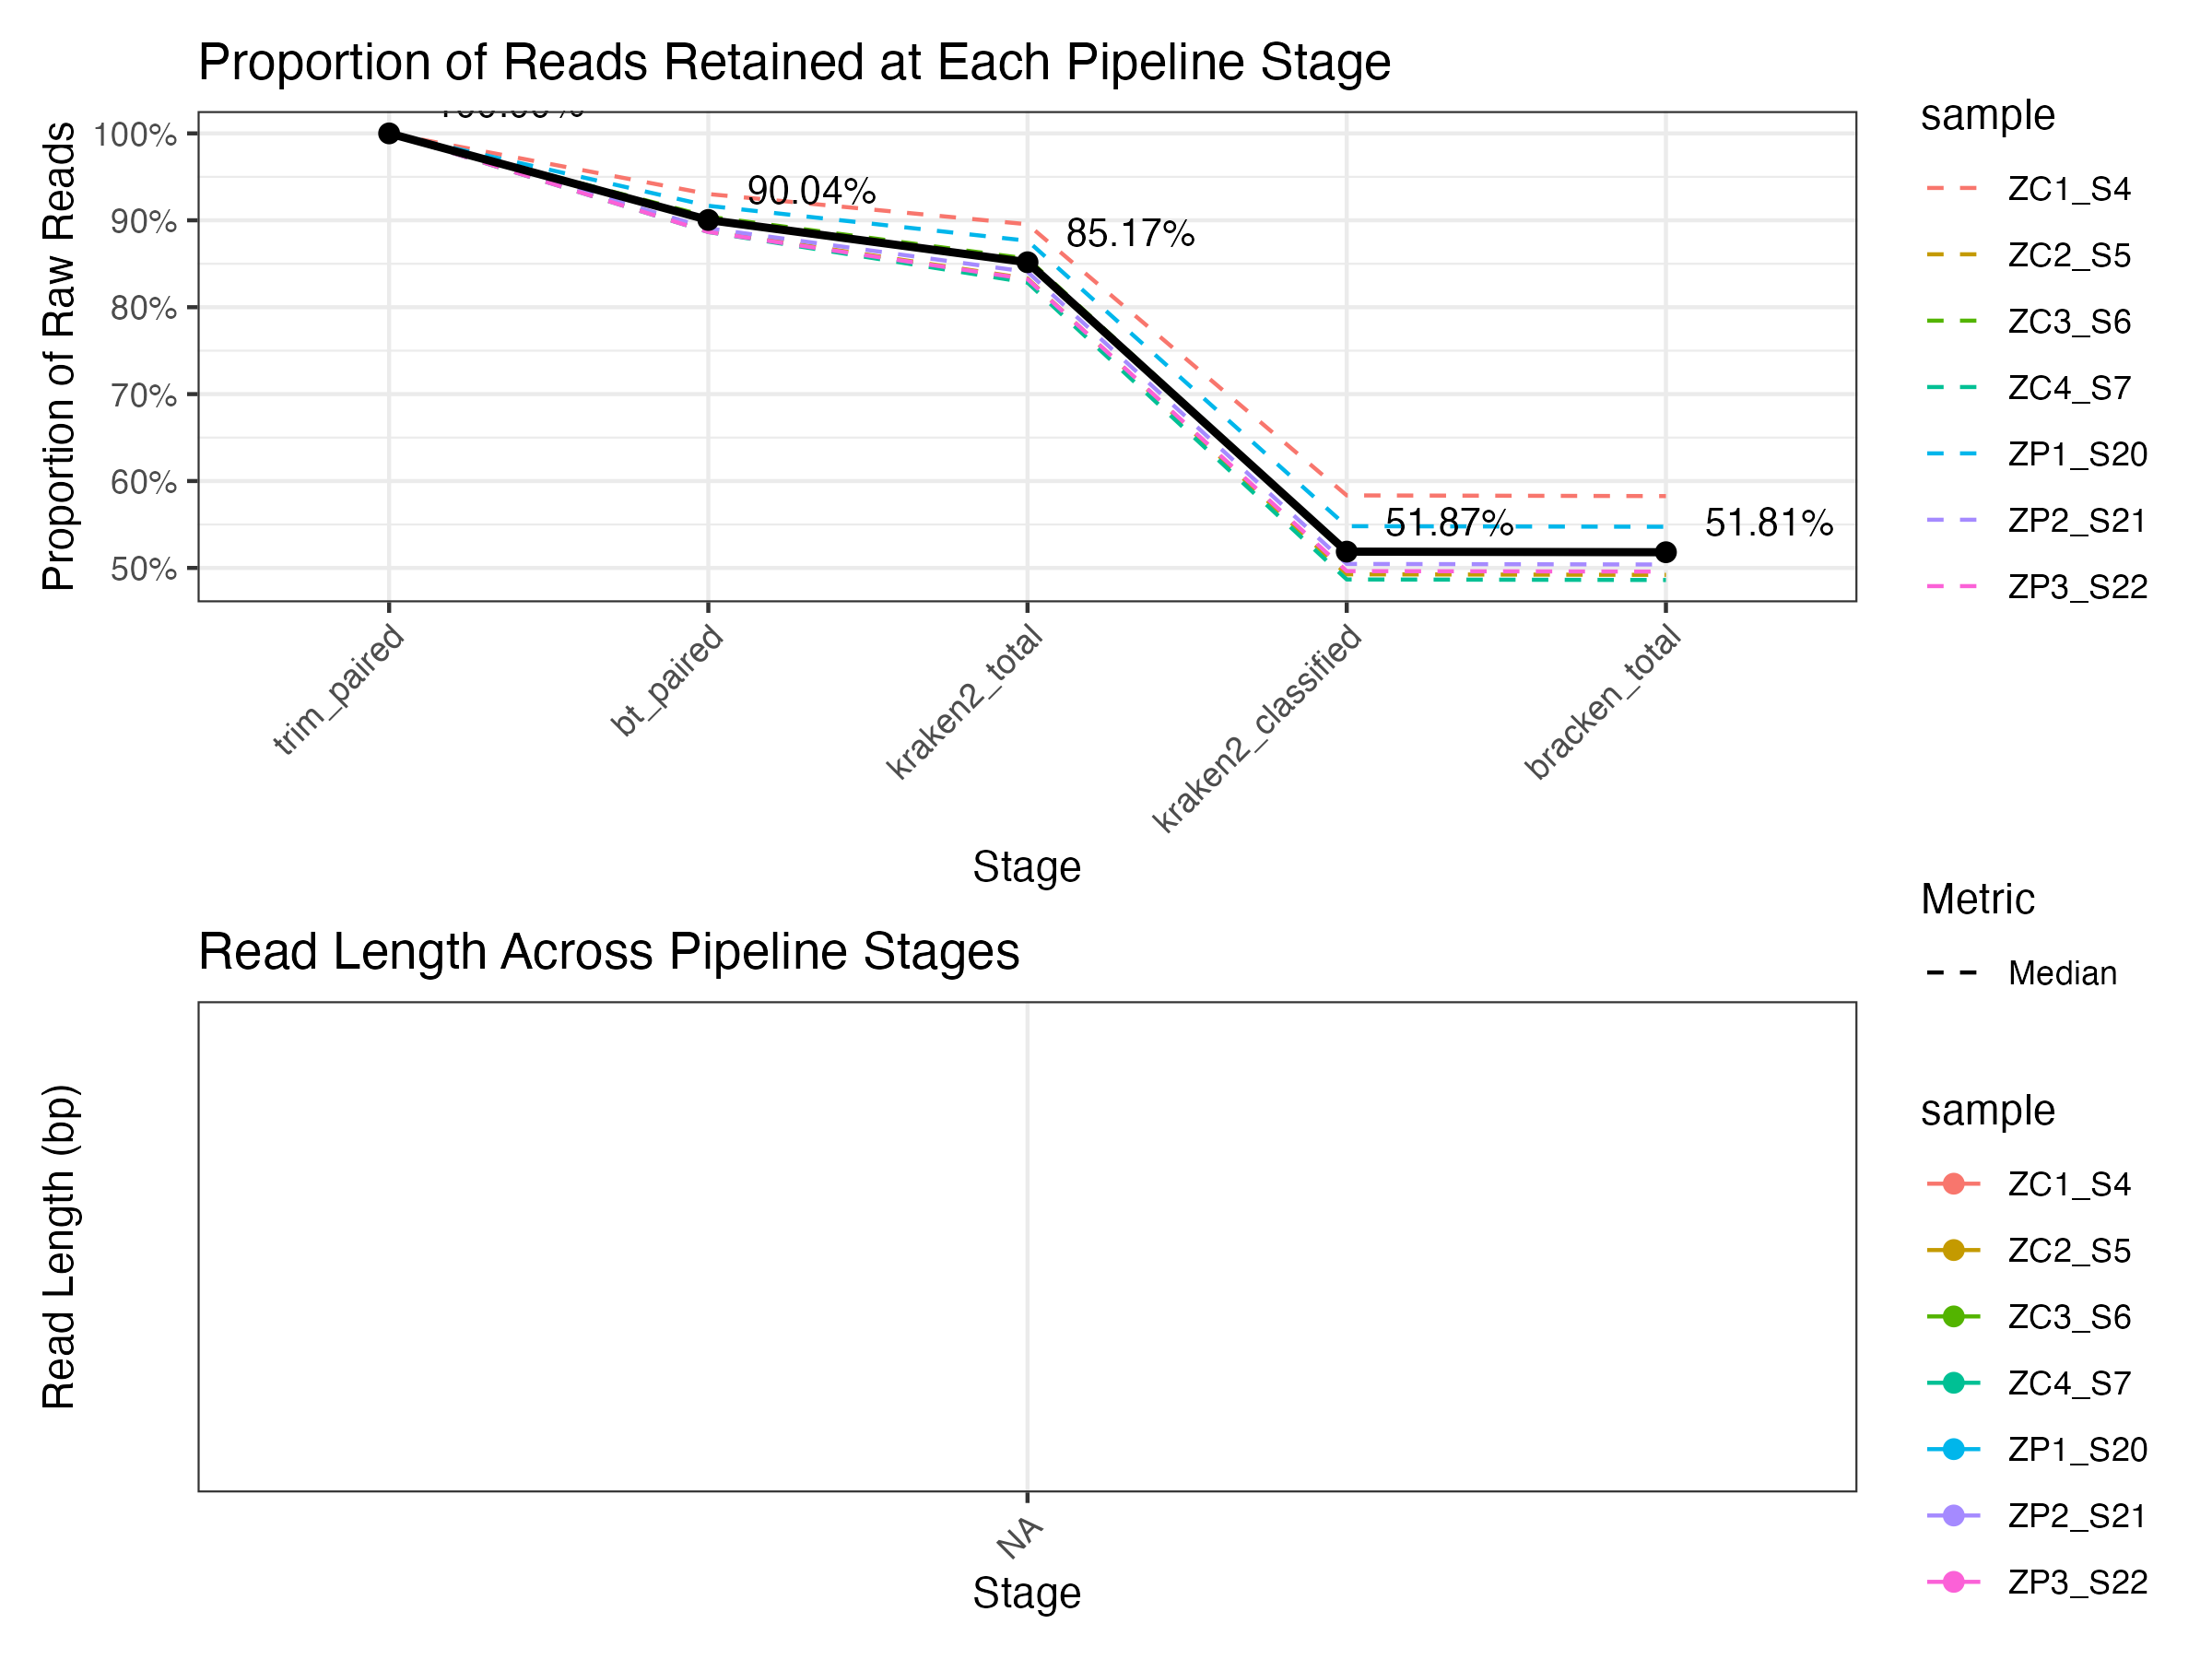 Proportion of Reads Retained at Each Pipeline Stage
Proportion of Raw Reads
100%
90%
80%
70%
60%
50%
90.04%
85.17%
51.87%
51.81%
trim_paired
bt_paired
kraken2_total
kraken2_classified
bracken_total
Stage
sample
ZC1_S4
ZC2_S5
ZC3_S6
ZC4_S7
ZP1_S20
ZP2_S21
ZP3_S22
Read Length Across Pipeline Stages
Read Length (bp)
NA
Stage
Metric
Median
sample
ZC1_S4
ZC2_S5
ZC3_S6
ZC4_S7
ZP1_S20
ZP2_S21
ZP3_S22